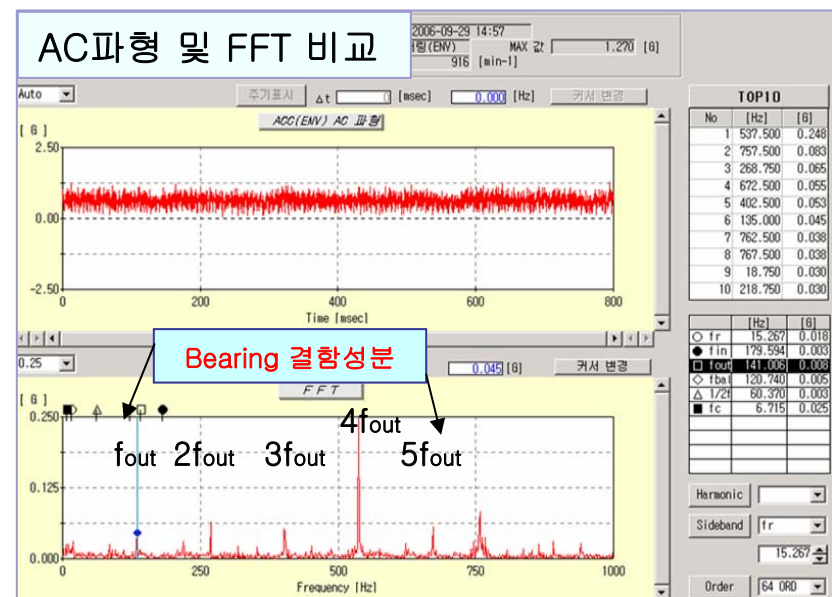 AC파형 및 FFT 비교
2006-09-29 14:57
(ENV) MAX 값 1.270 [G]
916 [min-1]
Auto 주기표시 Δt 0 [msec] 0.000 [Hz] 커서 변경
ACC(ENV) AC 파형
[ G ]
2.50
0.00
-2.50
0 200 400 600 800
Time [msec]
TOP10
No [Hz] [G]
1 537.500 0.248
2 757.500 0.083
3 268.750 0.065
4 672.500 0.055
5 402.500 0.053
6 135.000 0.045
7 762.500 0.038
8 767.500 0.038
9 18.750 0.030
10 218.750 0.030
Bearing 결함성분
0.25 0.045 [G] 커서 변경
F F T
[ G ]
0.250
0.125
0.000
fout 2fout 3fout 4fout 5fout
0 250 500 750 1000
Frequency [Hz]
[Hz] [G]
○ fr 15.267 0.018
● fin 179.594 0.003
□ fout 141.006 0.008
◇ fbal 120.740 0.005
△ 1/2f 60.370 0.003
■ fc 6.715 0.025
Harmonic
Sideband fr
15.267
Order 64 ORD